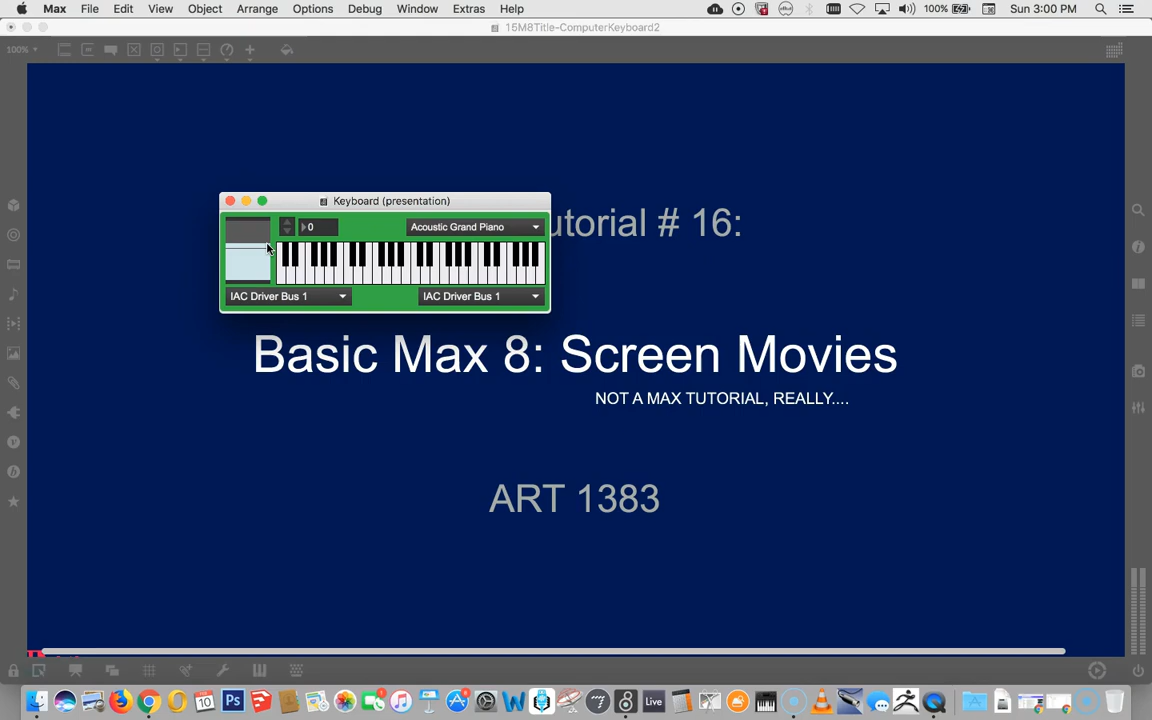 Max File Edit View Object Arrange Options Debug Window Extras Help 100% Sun 3:00 PM
15M8Title-ComputerKeyboard2
100%
Keyboard (presentation)
0 Acoustic Grand Piano
utorial # 16:
IAC Driver Bus 1 IAC Driver Bus 1
Basic Max 8: Screen Movies
NOT A MAX TUTORIAL, REALLY....
ART 1383